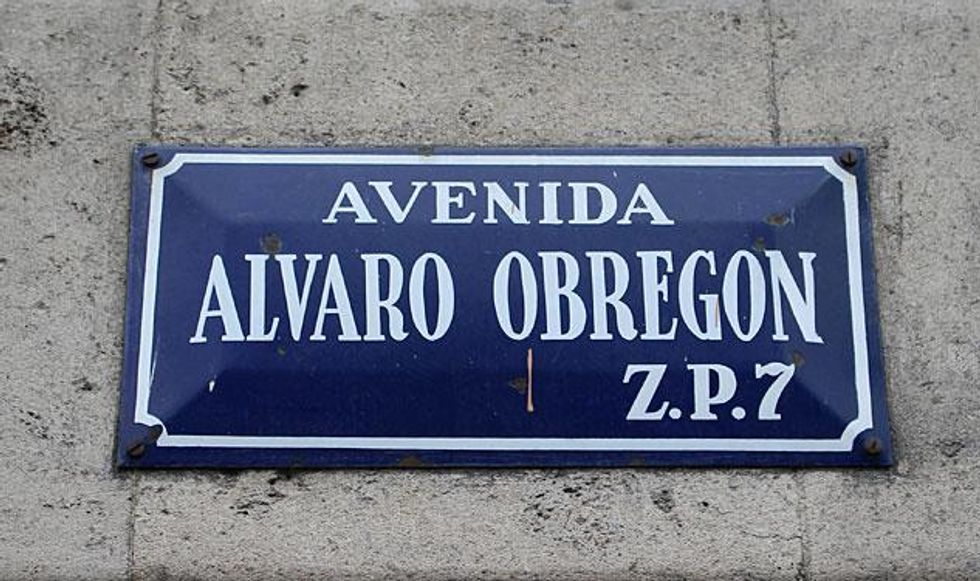 AVENIDA
ALVARO OBREGON
Z.P.7